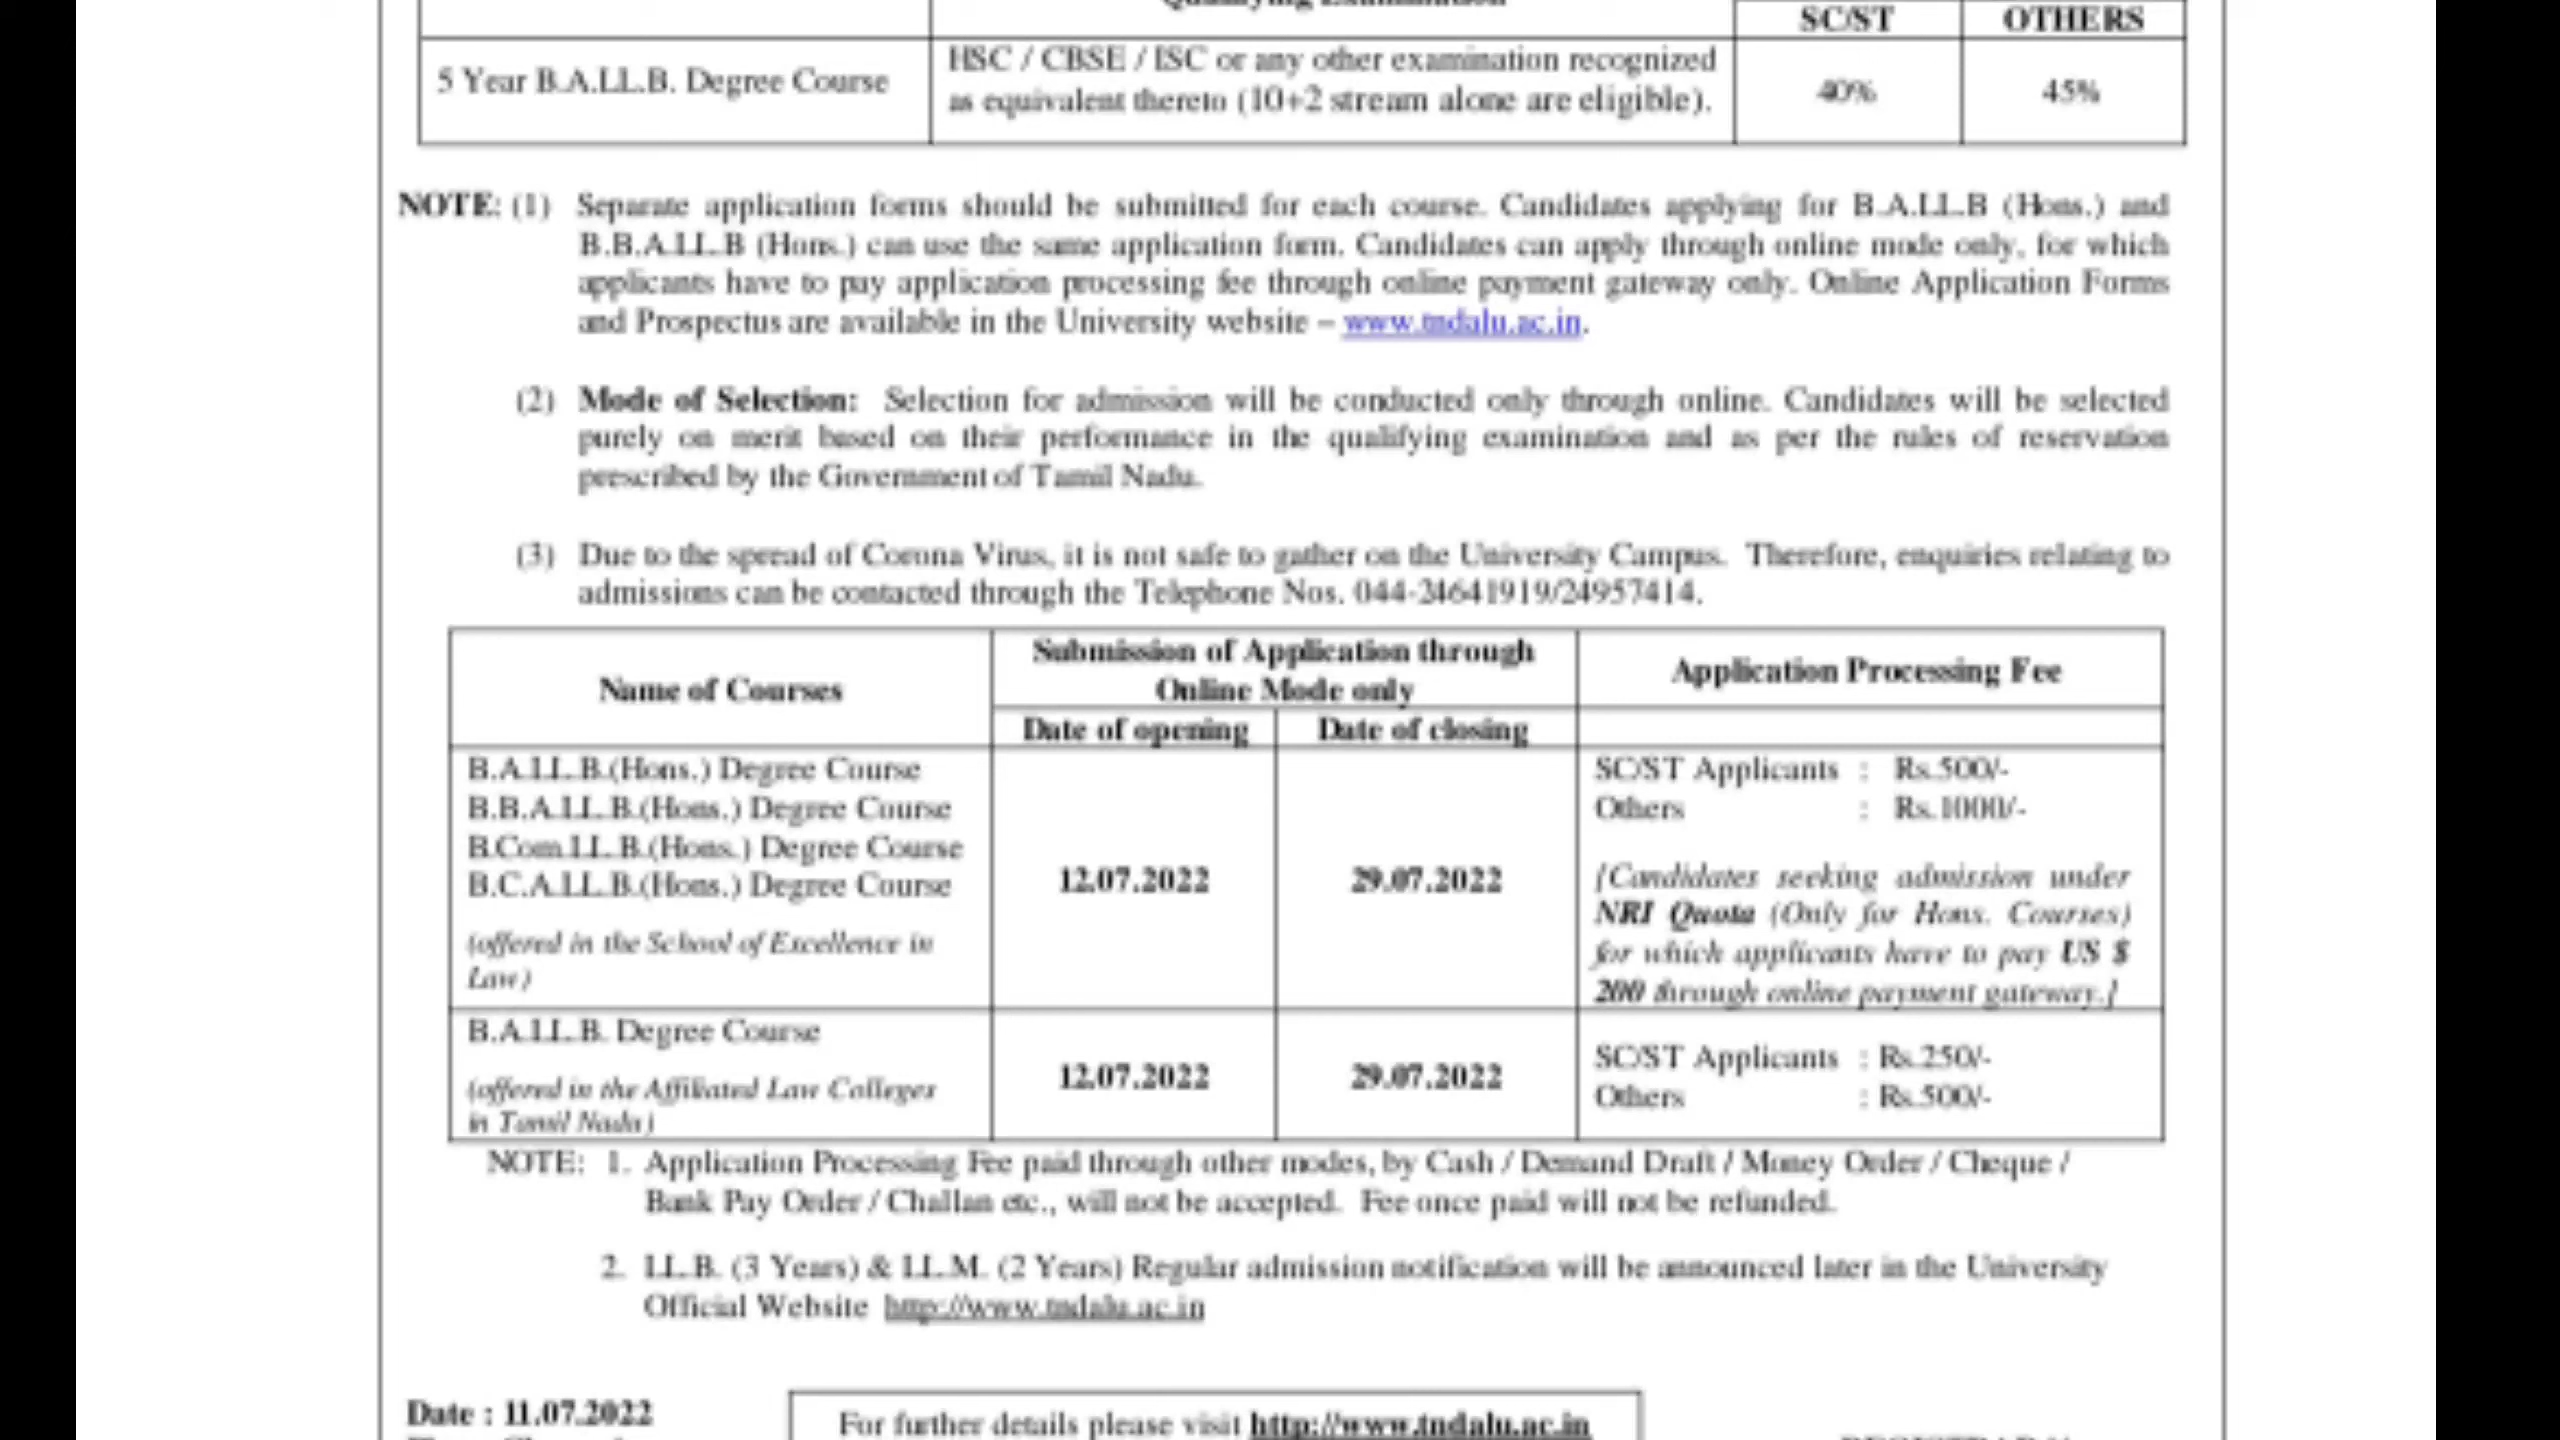 Qualifying Examination
SC/ST OTHERS
5 Year B.A.LL.B. Degree Course
HSC / CBSE / ISC or any other examination recognized
as equivalent thereto (10+2 stream alone are eligible).
40% 45%
NOTE: (1) Separate application forms should be submitted for each course. Candidates applying for B.A.LL.B (Hons.) and
B.B.A.LL.B (Hons.) can use the same application form. Candidates can apply through online mode only, for which
applicants have to pay application processing fee through online payment gateway only. Online Application Forms
and Prospectus are available in the University website – www.tndalu.ac.in.
(2) Mode of Selection: Selection for admission will be conducted only through online. Candidates will be selected
purely on merit based on their performance in the qualifying examination and as per the rules of reservation
prescribed by the Government of Tamil Nadu.
(3) Due to the spread of Corona Virus, it is not safe to gather on the University Campus. Therefore, enquiries relating to
admissions can be contacted through the Telephone Nos. 044-24641919/24957414.
Name of Courses
Submission of Application through
Online Mode only
Application Processing Fee
Date of opening Date of closing
B.A.LL.B.(Hons.) Degree Course
B.B.A.LL.B.(Hons.) Degree Course
B.Com.LL.B.(Hons.) Degree Course
B.C.A.LL.B.(Hons.) Degree Course
(offered in the School of Excellence in
Law)
12.07.2022
29.07.2022
SC/ST Applicants : Rs.500/-
Others : Rs.1000/-
[Candidates seeking admission under
NRI Quota (Only for Hons. Courses)
for which applicants have to pay US $
200 through online payment gateway.]
B.A.LL.B. Degree Course
(offered in the Affiliated Law Colleges
in Tamil Nadu)
12.07.2022
29.07.2022
SC/ST Applicants : Rs.250/-
Others : Rs.500/-
NOTE: 1. Application Processing Fee paid through other modes, by Cash / Demand Draft / Money Order / Cheque /
Bank Pay Order / Challan etc., will not be accepted. Fee once paid will not be refunded.
2. LL.B. (3 Years) & LL.M. (2 Years) Regular admission notification will be announced later in the University
Official Website http://www.tndalu.ac.in
Date : 11.07.2022
For further details please visit http://www.tndalu.ac.in